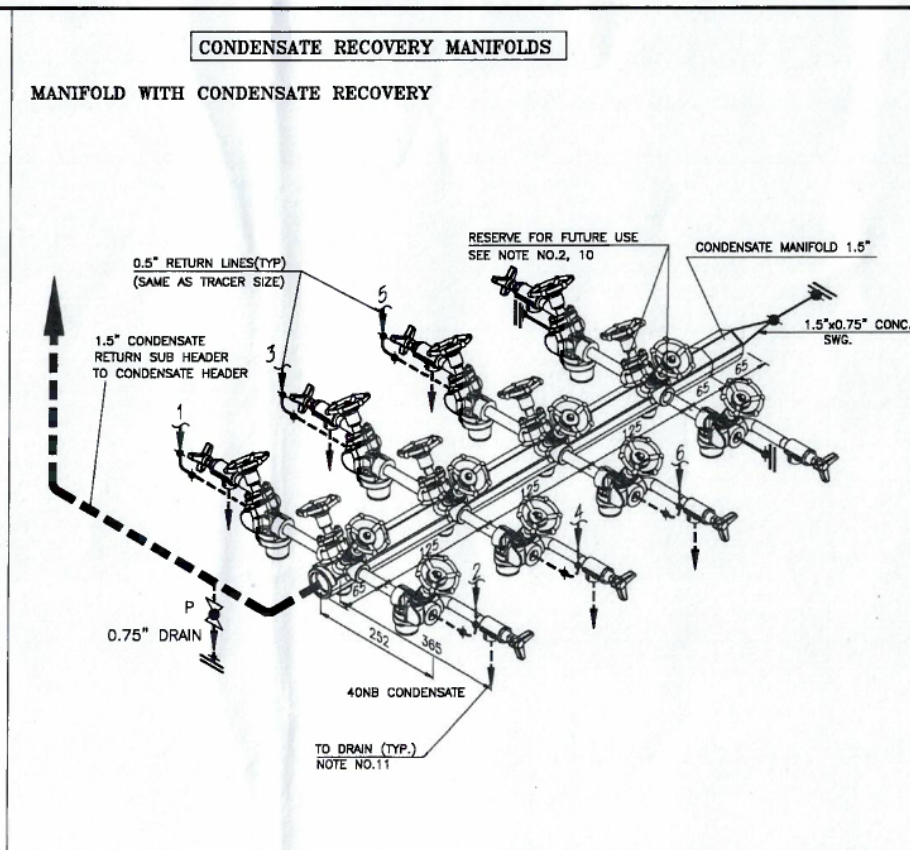 CONDENSATE RECOVERY MANIFOLDS
MANIFOLD WITH CONDENSATE RECOVERY
RESERVE FOR FUTURE USE
SEE NOTE NO.2, 10
CONDENSATE MANIFOLD 1.5"
0.5" RETURN LINES(TYP)
(SAME AS TRACER SIZE)
5
1.5"x0.75" CONC.
SWG.
1.5" CONDENSATE
RETURN SUB HEADER
TO CONDENSATE HEADER
3
65
65
1
125
6
125
4
125
2
65
P
0.75" DRAIN
252
365
40NB CONDENSATE
TO DRAIN (TYP.)
NOTE NO.11